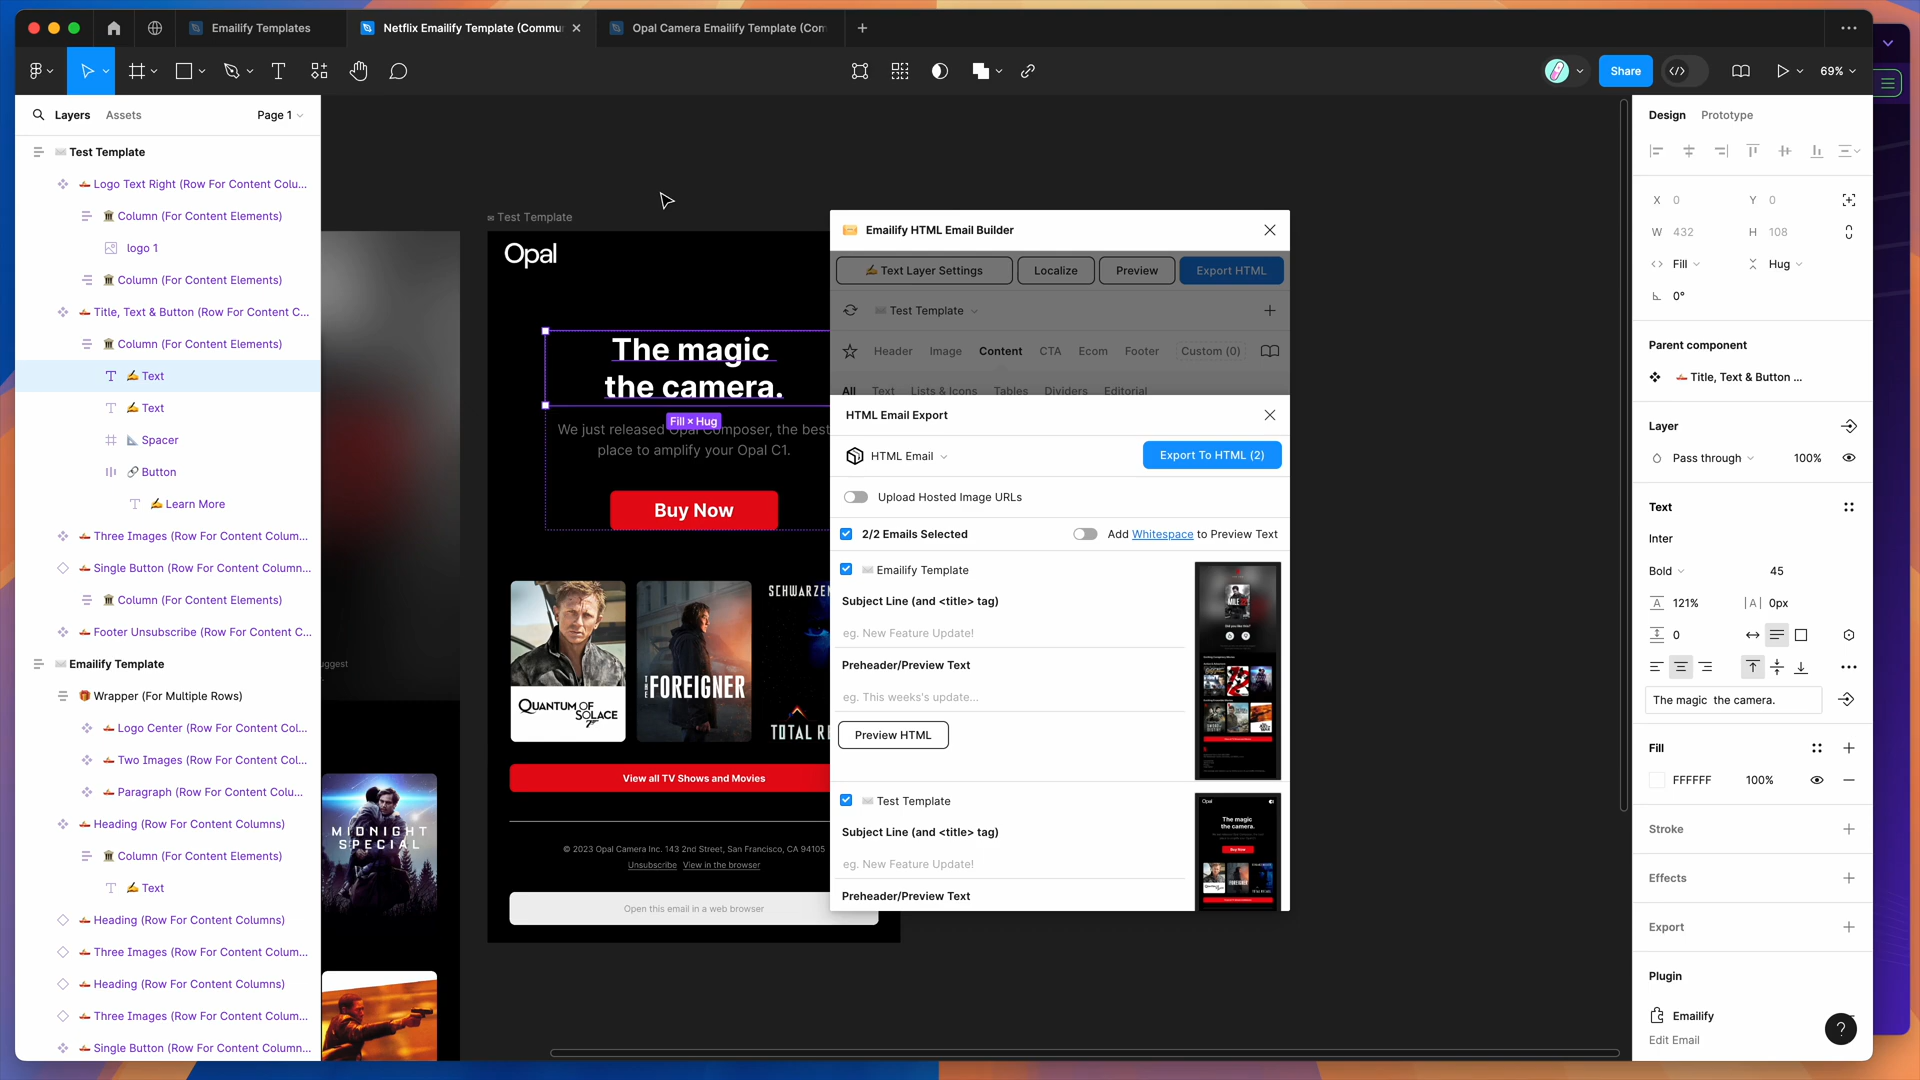 Emailify Templates
Netflix Emailify Template (Commu
Opal Camera Emailify Template (Com
Share
69%
Layers
Assets
Page 1
Test Template
Logo Text Right (Row For Content Colu...
Column (For Content Elements)
logo 1
Column (For Content Elements)
Title, Text & Button (Row For Content C...
Column (For Content Elements)
Text
Text
Spacer
Button
Learn More
Three Images (Row For Content Colum...
Single Button (Row For Content Column...
Column (For Content Elements)
Footer Unsubscribe (Row For Content C...
Emailify Template
Wrapper (For Multiple Rows)
Logo Center (Row For Content Col...
Two Images (Row For Content Col...
Paragraph (Row For Content Colu...
Heading (Row For Content Columns)
Column (For Content Elements)
Text
Heading (Row For Content Columns)
Three Images (Row For Content Colum...
Heading (Row For Content Columns)
Three Images (Row For Content Colum...
Single Button (Row For Content Column...
uggest
MIDNIGHT
SPECIAL
Test Template
Opal
The magic
the camera.
Fill × Hug
We just released Opal Composer, the best
place to amplify your Opal C1.
Buy Now
QUANTUM OF
SOLACE
007
THE FOREIGNER
SCHWARZEN
TOTAL RE
View all TV Shows and Movies
© 2023 Opal Camera Inc. 143 2nd Street, San Francisco, CA 94105
Unsubscribe View in the browser
Open this email in a web browser
Emailify HTML Email Builder
Text Layer Settings
Localize
Preview
Export HTML
Test Template
Header
Image
Content
CTA
Ecom
Footer
Custom (0)
All
Text
Lists & Icons
Tables
Dividers
Editorial
HTML Email Export
HTML Email
Export To HTML (2)
Upload Hosted Image URLs
2/2 Emails Selected
Add Whitespace to Preview Text
Emailify Template
Subject Line (and <title> tag)
eg. New Feature Update!
Preheader/Preview Text
eg. This weeks's update...
Preview HTML
Test Template
Subject Line (and <title> tag)
eg. New Feature Update!
Preheader/Preview Text
Opal
The magic
the camera.
Buy Now
Design
Prototype
X 0
Y 0
W 432
H 108
Fill
Hug
0°
Parent component
Title, Text & Button ...
Layer
Pass through
100%
Text
Inter
Bold
45
A 121%
|A| 0px
0
The magic  the camera.
Fill
FFFFFF
100%
Stroke
Effects
Export
Plugin
Emailify
Edit Email
?